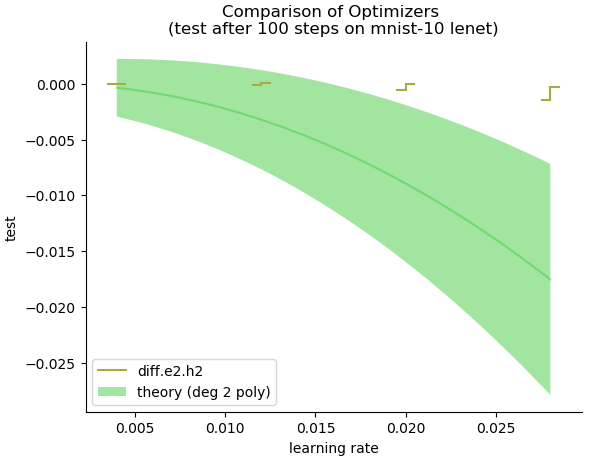 Comparison of Optimizers
(test after 100 steps on mnist-10 lenet)
0.000
−0.005
−0.010
−0.015
−0.020
−0.025
test
diff.e2.h2
theory (deg 2 poly)
0.005
0.010
0.015
0.020
0.025
learning rate